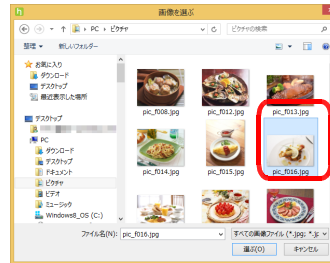 画像を選ぶ
PC ▸ ピクチャ
ピクチャの検索
整理 ▼ 新しいフォルダー
お気に入り
ダウンロード
デスクトップ
最近表示した場所
デスクトップ
PC
ダウンロード
デスクトップ
ドキュメント
ピクチャ
ビデオ
ミュージック
Windows8_OS (C:)
pic_f008.jpg pic_f012.jpg pic_f013.jpg
pic_f014.jpg pic_f015.jpg pic_f016.jpg
ファイル名(N): pic_f016.jpg すべての画像ファイル (*.jpg; *.jp
選ぶ(O) キャンセル